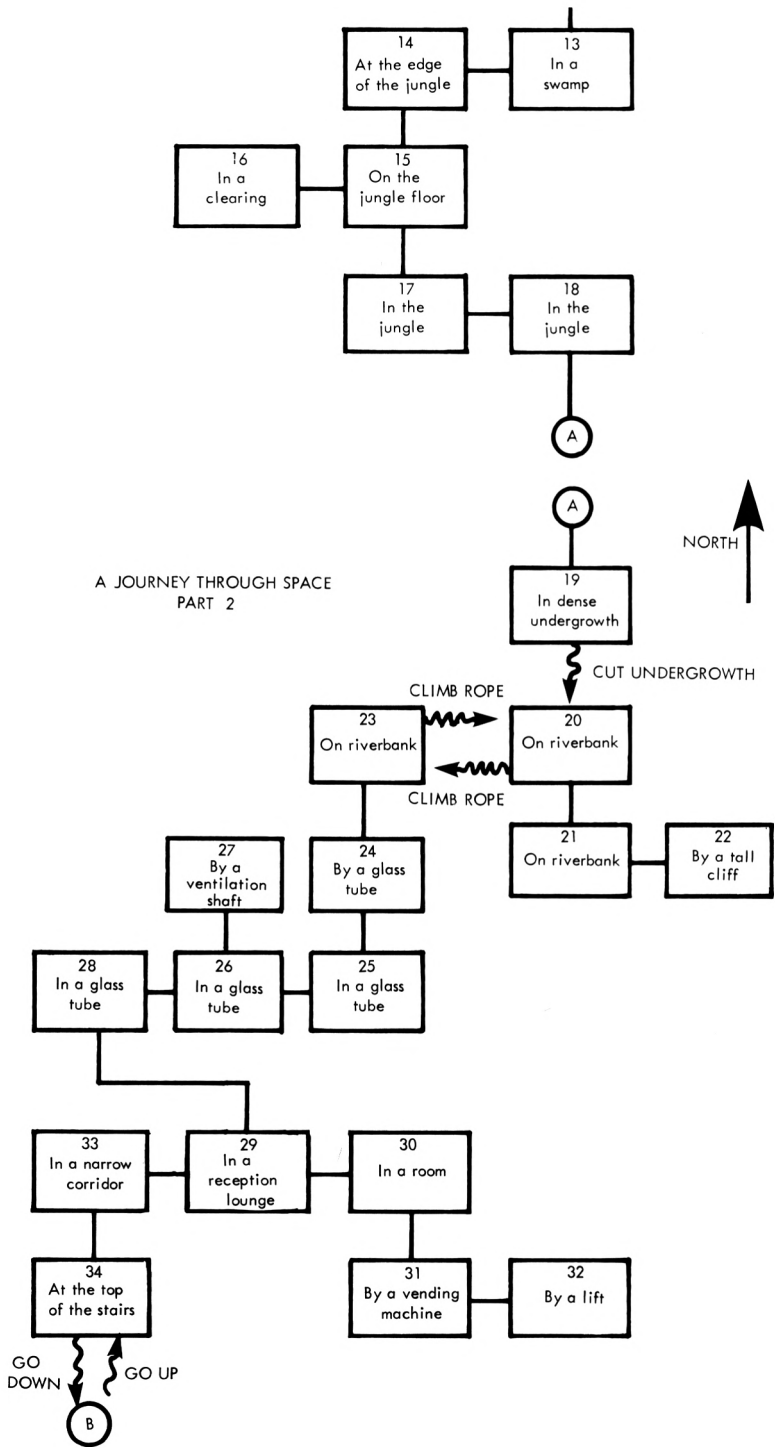 14
At the edge
of the jungle
13
In a
swamp
16
In a
clearing
15
On the
jungle floor
17
In the
jungle
18
In the
jungle
A
A
NORTH
A JOURNEY THROUGH SPACE
PART 2
19
In dense
undergrowth
CUT UNDERGROWTH
CLIMB ROPE
23
On riverbank
20
On riverbank
CLIMB ROPE
27
By a
ventilation
shaft
24
By a glass
tube
21
On riverbank
22
By a tall
cliff
28
In a glass
tube
26
In a glass
tube
25
In a glass
tube
33
In a narrow
corridor
29
In a
reception
lounge
30
In a room
34
At the top
of the stairs
31
By a vending
machine
32
By a lift
GO
DOWN
GO UP
B